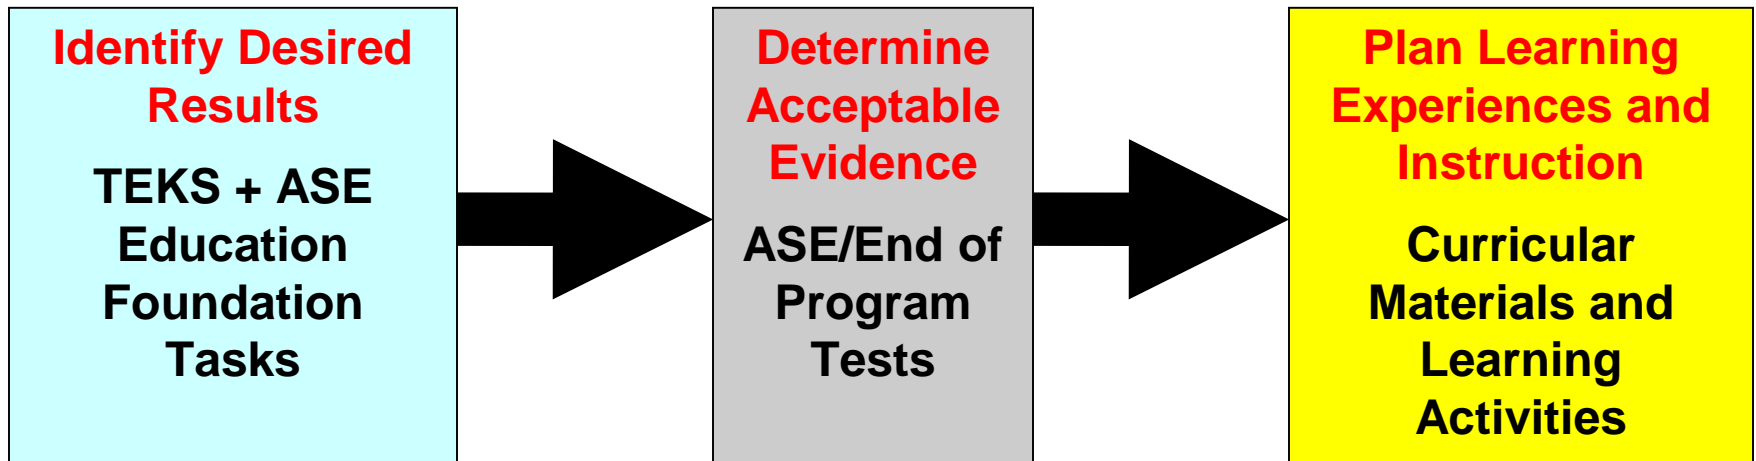 Identify Desired
Results
TEKS + ASE
Education
Foundation
Tasks
Determine
Acceptable
Evidence
ASE/End of
Program
Tests
Plan Learning
Experiences and
Instruction
Curricular
Materials and
Learning
Activities